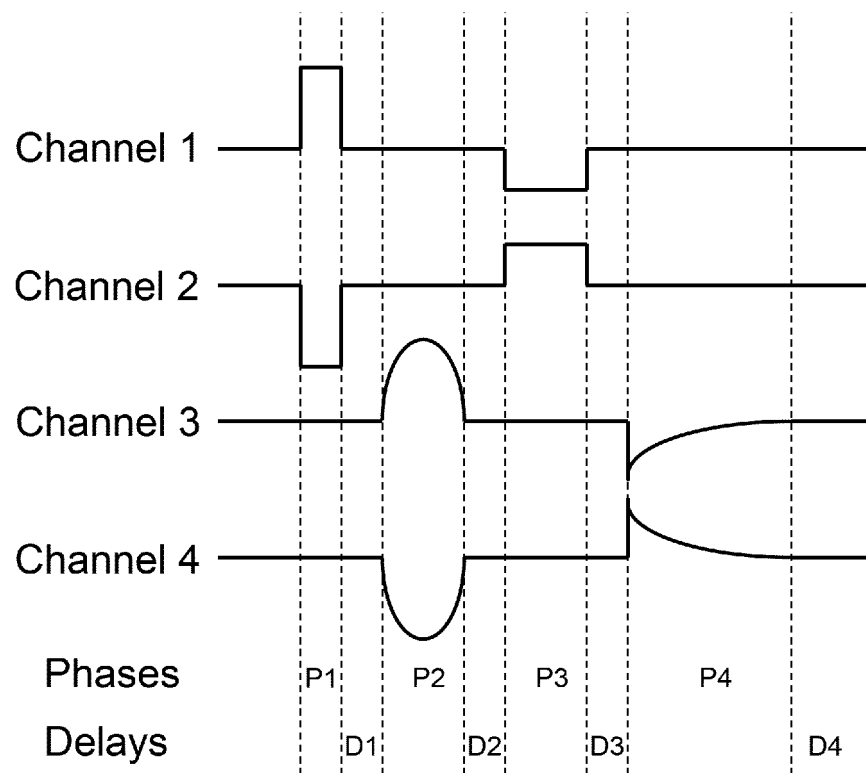 Channel 1
Channel 2
Channel 3
Channel 4
Phases P1 P2 P3 P4
Delays D1 D2 D3 D4